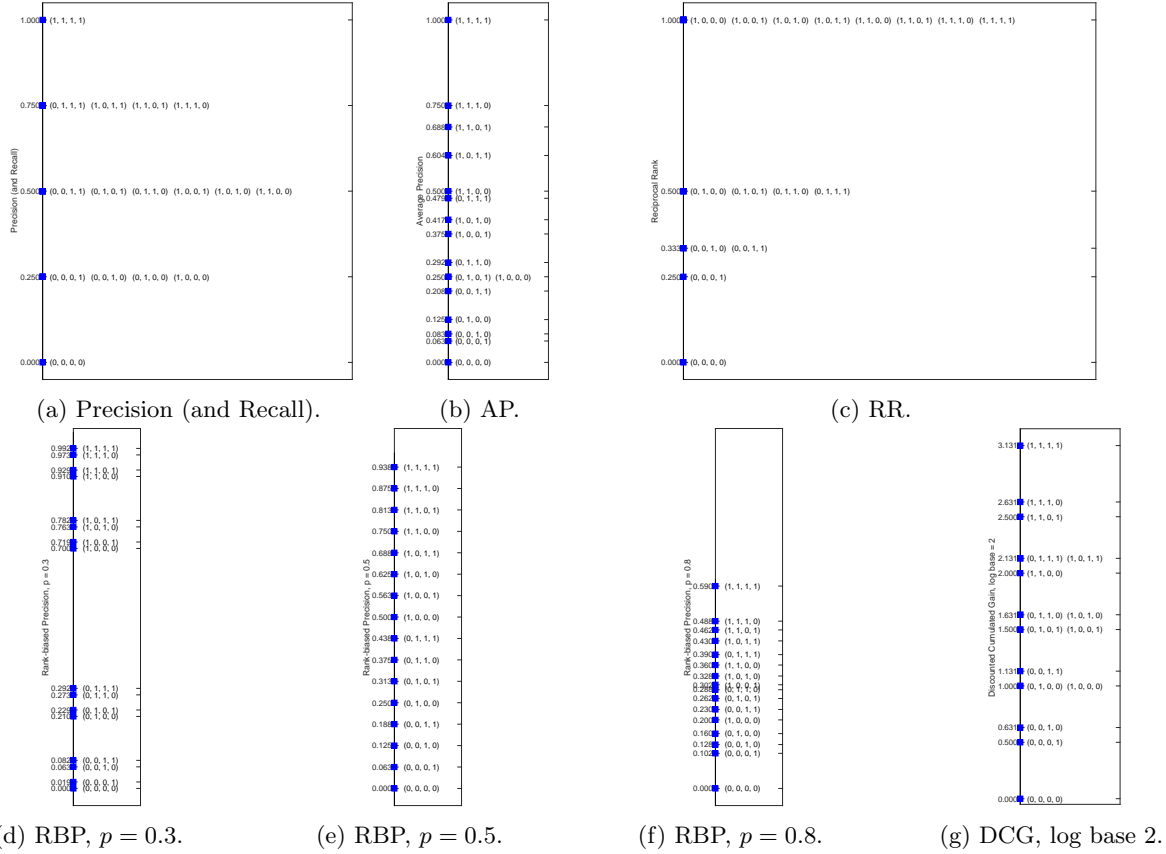 Precision (and Recall)
1.000 (1, 1, 1, 1)
0.750 (0, 1, 1, 1) (1, 0, 1, 1) (1, 1, 0, 1) (1, 1, 1, 0)
0.500 (0, 0, 1, 1) (0, 1, 0, 1) (0, 1, 1, 0) (1, 0, 0, 1) (1, 0, 1, 0) (1, 1, 0, 0)
0.250 (0, 0, 0, 1) (0, 0, 1, 0) (0, 1, 0, 0) (1, 0, 0, 0)
0.000 (0, 0, 0, 0)
(a) Precision (and Recall).
Average Precision
1.000 (1, 1, 1, 1)
0.750 (1, 1, 1, 0)
0.688 (1, 1, 0, 1)
0.604 (1, 0, 1, 1)
0.500 (1, 1, 0, 0)
0.479 (0, 1, 1, 1)
0.417 (1, 0, 1, 0)
0.375 (1, 0, 0, 1)
0.292 (0, 1, 1, 0)
0.250 (0, 1, 0, 1) (1, 0, 0, 0)
0.208 (0, 0, 1, 1)
0.125 (0, 1, 0, 0)
0.083 (0, 0, 1, 0)
0.063 (0, 0, 0, 1)
0.000 (0, 0, 0, 0)
(b) AP.
Reciprocal Rank
1.000 (1, 0, 0, 0) (1, 0, 0, 1) (1, 0, 1, 0) (1, 0, 1, 1) (1, 1, 0, 0) (1, 1, 0, 1) (1, 1, 1, 0) (1, 1, 1, 1)
0.500 (0, 1, 0, 0) (0, 1, 0, 1) (0, 1, 1, 0) (0, 1, 1, 1)
0.333 (0, 0, 1, 0) (0, 0, 1, 1)
0.250 (0, 0, 0, 1)
0.000 (0, 0, 0, 0)
(c) RR.
Rank-biased Precision, p = 0.3
0.992 (1, 1, 1, 1)
0.973 (1, 1, 1, 0)
0.929 (1, 1, 0, 1)
0.910 (1, 1, 0, 0)
0.782 (1, 0, 1, 1)
0.763 (1, 0, 1, 0)
0.719 (1, 0, 0, 1)
0.700 (1, 0, 0, 0)
0.292 (0, 1, 1, 1)
0.273 (0, 1, 1, 0)
0.229 (0, 1, 0, 1)
0.210 (0, 1, 0, 0)
0.082 (0, 0, 1, 1)
0.063 (0, 0, 1, 0)
0.019 (0, 0, 0, 1)
0.000 (0, 0, 0, 0)
(d) RBP, p = 0.3.
Rank-biased Precision, p = 0.5
0.938 (1, 1, 1, 1)
0.875 (1, 1, 1, 0)
0.813 (1, 1, 0, 1)
0.750 (1, 1, 0, 0)
0.688 (1, 0, 1, 1)
0.625 (1, 0, 1, 0)
0.563 (1, 0, 0, 1)
0.500 (1, 0, 0, 0)
0.438 (0, 1, 1, 1)
0.375 (0, 1, 1, 0)
0.313 (0, 1, 0, 1)
0.250 (0, 1, 0, 0)
0.188 (0, 0, 1, 1)
0.125 (0, 0, 1, 0)
0.063 (0, 0, 0, 1)
0.000 (0, 0, 0, 0)
(e) RBP, p = 0.5.
Rank-biased Precision, p = 0.8
0.590 (1, 1, 1, 1)
0.488 (1, 1, 1, 0)
0.462 (1, 1, 0, 1)
0.430 (1, 0, 1, 1)
0.390 (0, 1, 1, 1)
0.360 (1, 1, 0, 0)
0.328 (1, 0, 1, 0)
0.302 (1, 0, 0, 1)
0.288 (0, 1, 1, 0)
0.262 (0, 1, 0, 1)
0.230 (0, 0, 1, 1)
0.200 (1, 0, 0, 0)
0.160 (0, 1, 0, 0)
0.128 (0, 0, 1, 0)
0.102 (0, 0, 0, 1)
0.000 (0, 0, 0, 0)
(f) RBP, p = 0.8.
Discounted Cumulated Gain, log base = 2
3.131 (1, 1, 1, 1)
2.631 (1, 1, 1, 0)
2.500 (1, 1, 0, 1)
2.131 (0, 1, 1, 1) (1, 0, 1, 1)
2.000 (1, 1, 0, 0)
1.631 (0, 1, 1, 0) (1, 0, 1, 0)
1.500 (0, 1, 0, 1) (1, 0, 0, 1)
1.131 (0, 0, 1, 1)
1.000 (0, 1, 0, 0) (1, 0, 0, 0)
0.631 (0, 0, 1, 0)
0.500 (0, 0, 0, 1)
0.000 (0, 0, 0, 0)
(g) DCG, log base 2.